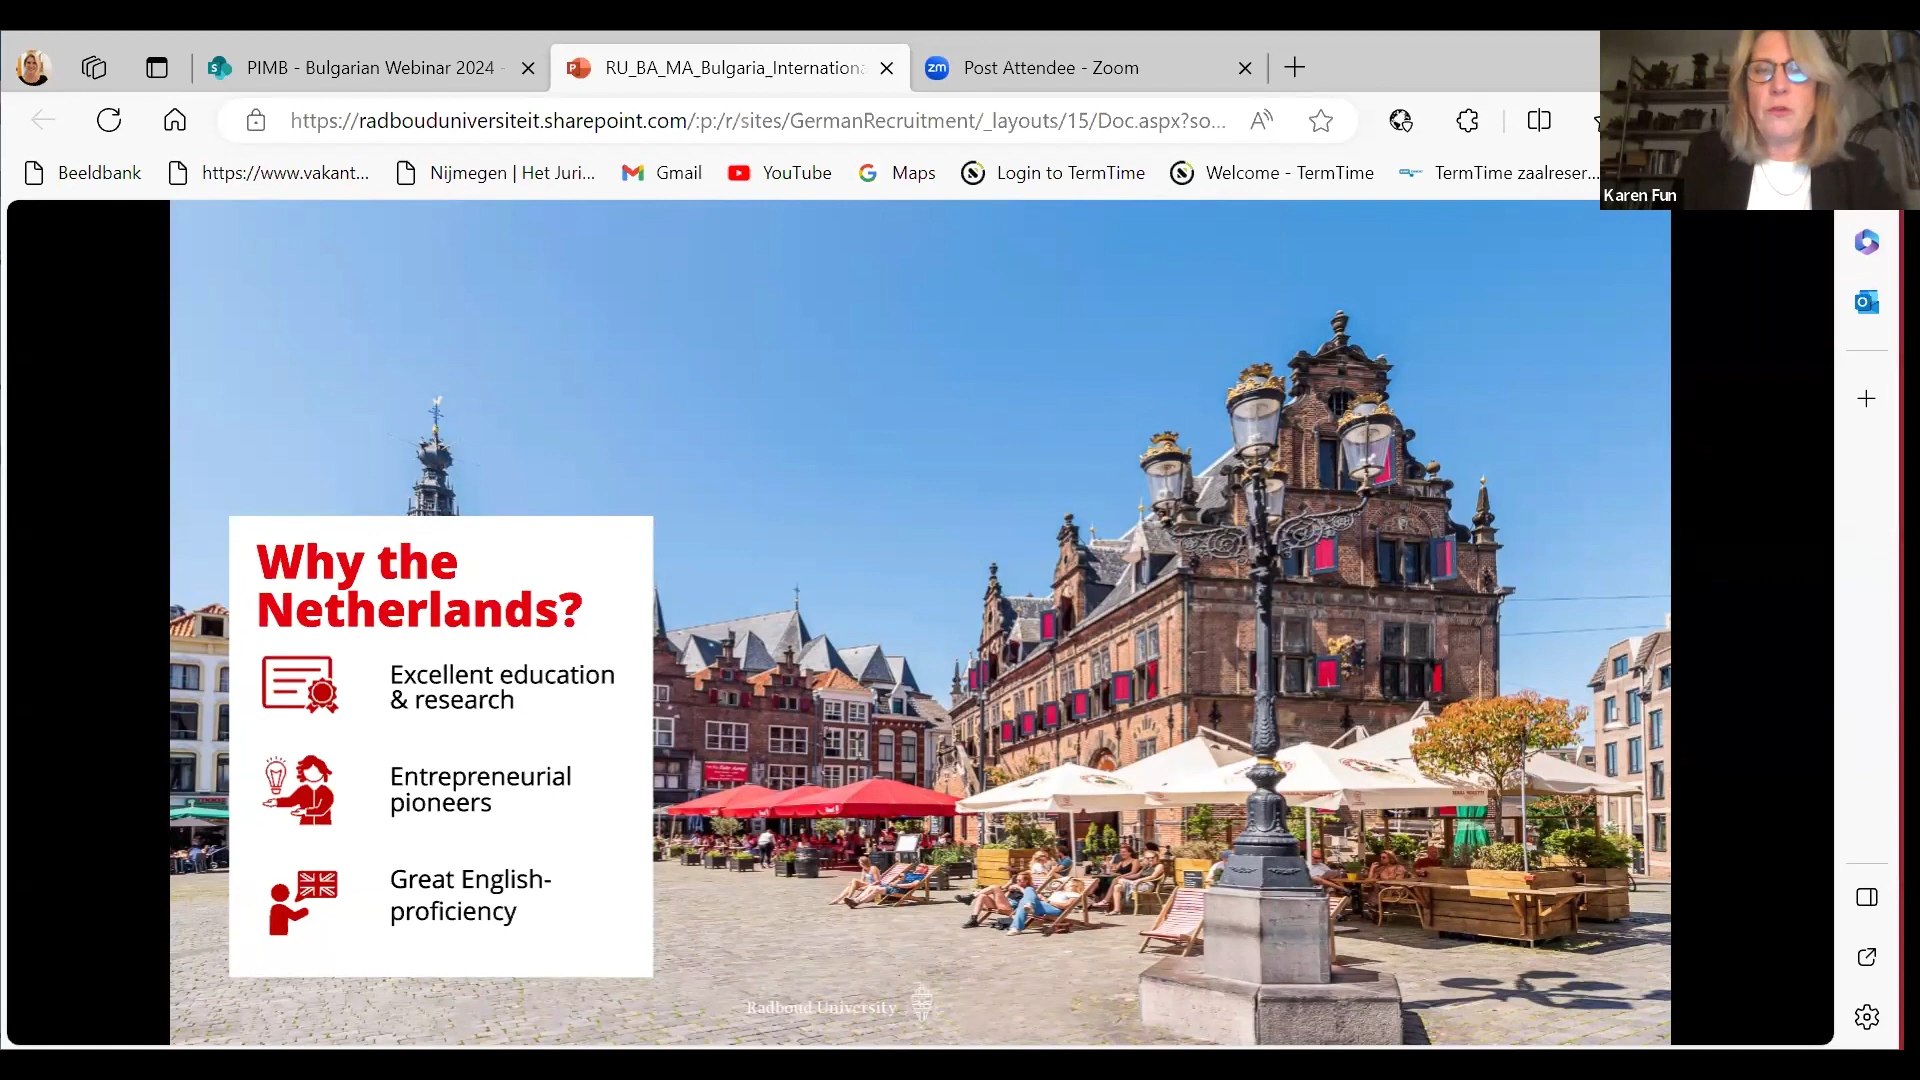 PIMB - Bulgarian Webinar 2024 -
RU_BA_MA_Bulgaria_Internationa
zm
Post Attendee - Zoom
https://radbouduniversiteit.sharepoint.com/:p:/r/sites/GermanRecruitment/_layouts/15/Doc.aspx?so...
Beeldbank
https://www.vakant...
Nijmegen | Het Juri...
Gmail
YouTube
Maps
Login to TermTime
Welcome - TermTime
TermTime zaalreser...
Karen Fun
Why the
Netherlands?
Excellent education
& research
Entrepreneurial
pioneers
Great English-
proficiency
Radboud University